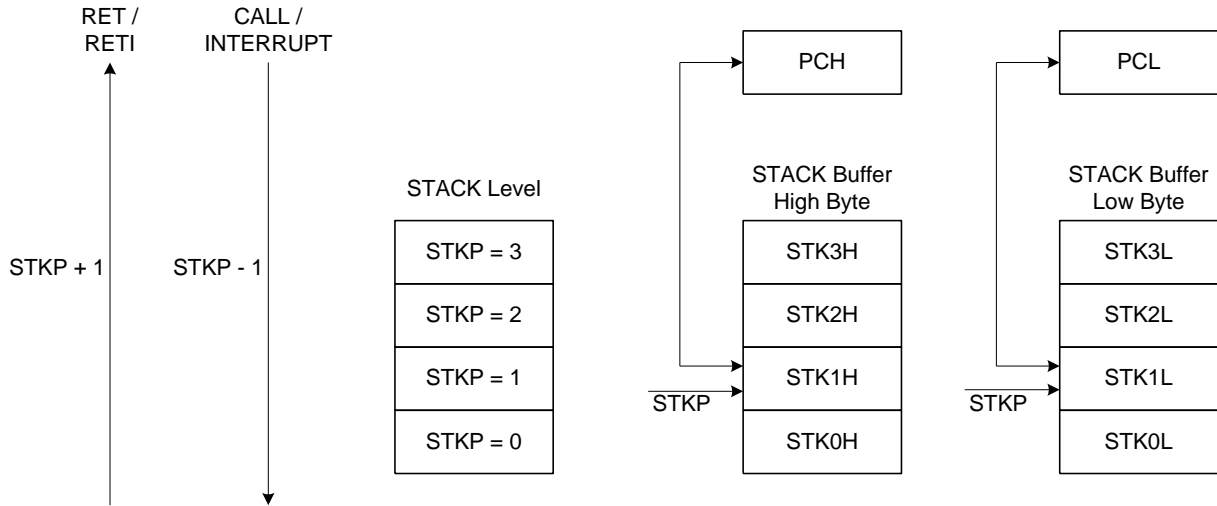 RET /
RETI
CALL /
INTERRUPT
STKP + 1
STKP - 1
STACK Level
STKP = 3
STKP = 2
STKP = 1
STKP = 0
PCH
STACK Buffer
High Byte
STK3H
STK2H
STK1H
STK0H
STKP
PCL
STACK Buffer
Low Byte
STK3L
STK2L
STK1L
STK0L
STKP